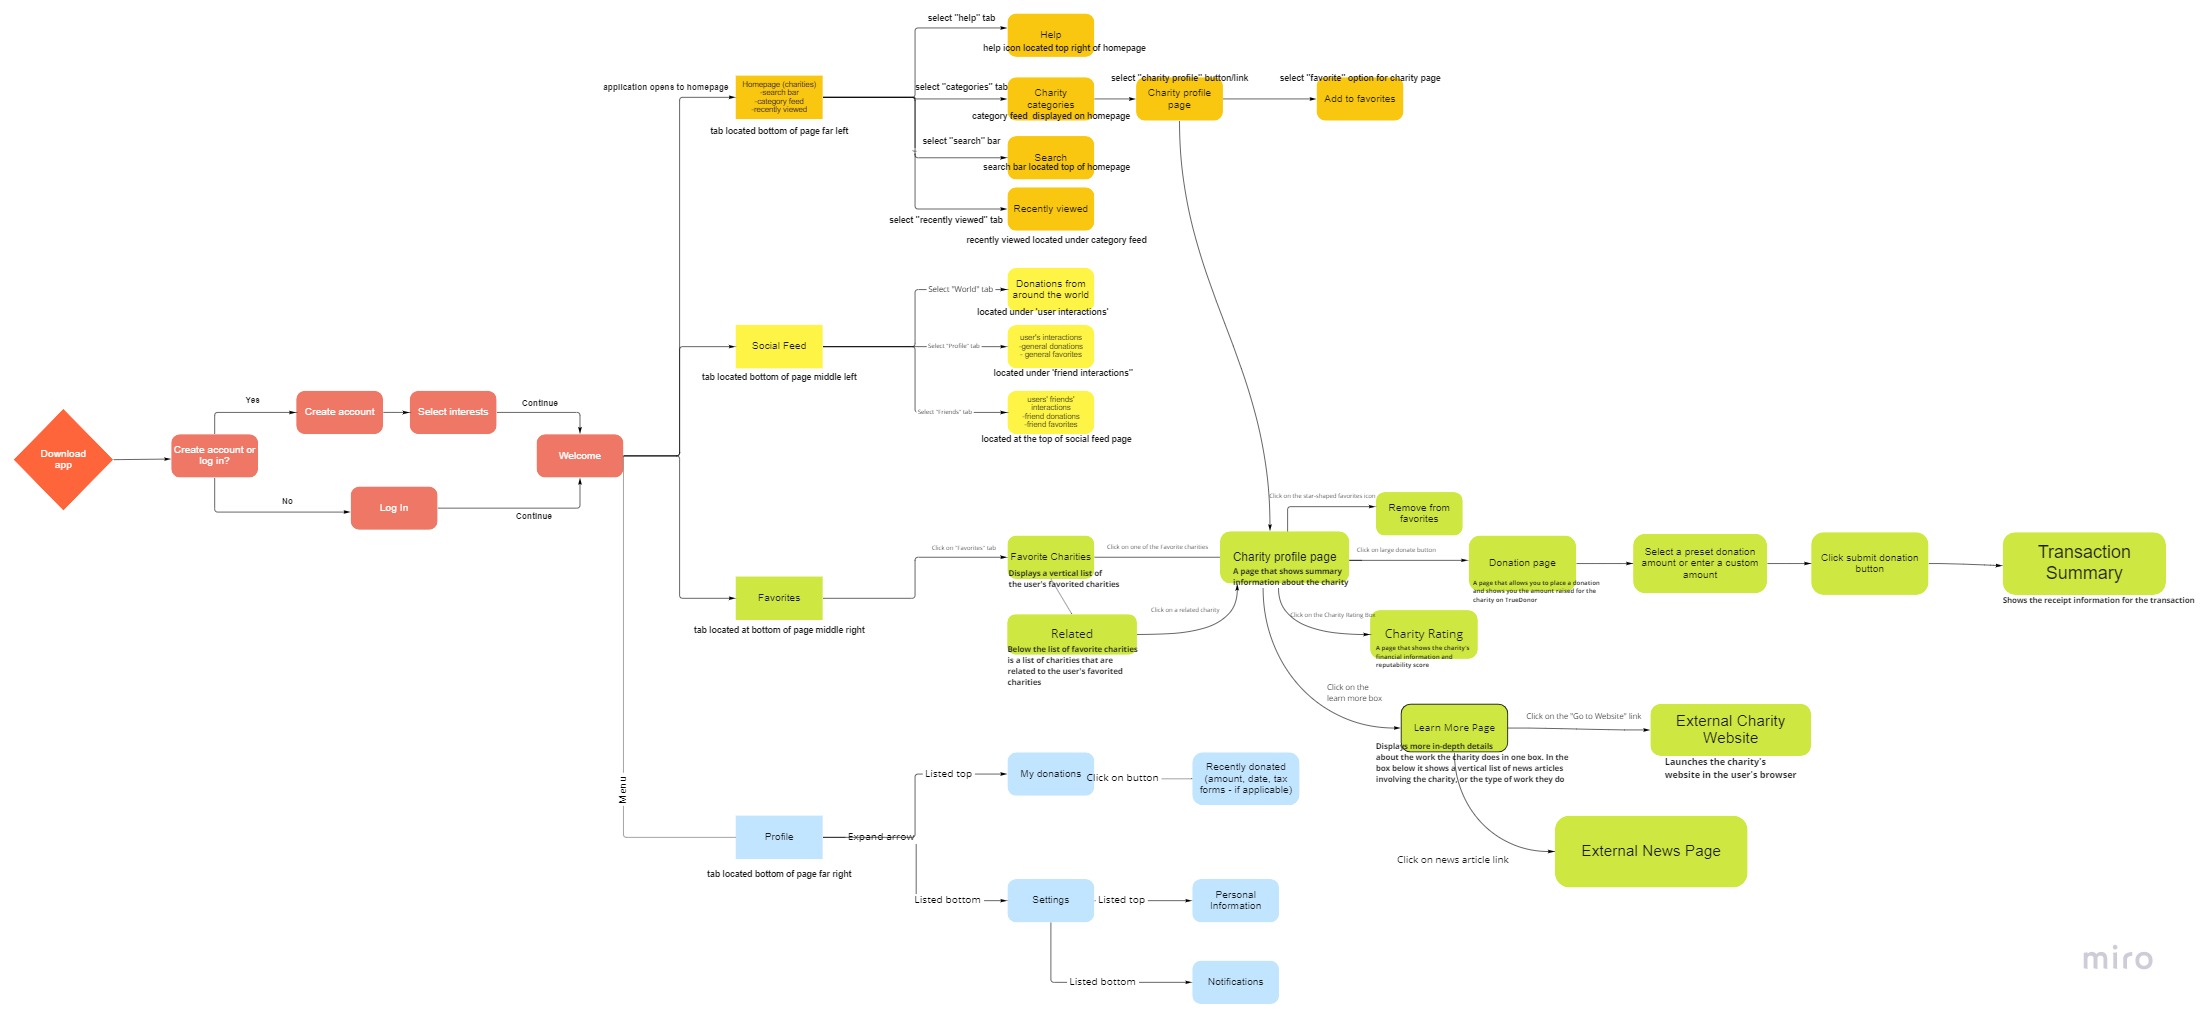 select "help" tab
Help
help icon located top right of homepage
application opens to homepage
Homepage (charities)
-search bar
-category feed
-recently viewed
tab located bottom of page far left
select "categories" tab
Charity
categories
category feed  displayed on homepage
select "charity profile" button/link
Charity profile
page
select "favorite" option for charity page
Add to favorites
select "search" bar
Search
search bar located top of homepage
Recently viewed
select "recently viewed" tab
recently viewed located under category feed
Select "World" tab
Donations from
around the world
located under 'user interactions'
Social Feed
tab located bottom of page middle left
Select "Profile" tab
user's interactions
-general donations
- general favorites
located under 'friend interactions"
Select "Friends" tab
users' friends'
interactions
-friend donations
-friend favorites
located at the top of social feed page
Download
app
Create account or
log in?
Yes
Create account
Select interests
Continue
Welcome
No
Log In
Continue
Favorites
tab located at bottom of page middle right
Click on "Favorites" tab
Favorite Charities
Displays a vertical list of
the user's favorited charities
Click on one of the favorite charities
Related
Below the list of favorite charities
is a list of charities that are
related to the user's favorited
charities
Click on a related charity
Charity profile page
A page that shows summary
information about the charity
Click on the star-shaped favorites icon
Remove from
favorites
Click on large donate button
Donation page
A page that allows you to place a donation
and shows you the amount raised for the
charity on TrueDonor
Select a preset donation
amount or enter a custom
amount
Click submit donation
button
Transaction
Summary
Shows the receipt information for the transaction
Click on the Charity Rating Box
Charity Rating
A page that shows the charity's
financial information and
reputability score
Click on the
learn more box
Learn More Page
Displays more in-depth details
about the work the charity does in one box. In the
box below it shows a vertical list of news articles
involving the charity, or the type of work they do
Click on the "Go to Website" link
External Charity
Website
Launches the charity's
website in the user's browser
Click on news article link
External News Page
Menu
Profile
tab located bottom of page far right
Expand arrow
Listed top
My donations
Click on button
Recently donated
(amount, date, tax
forms - if applicable)
Listed bottom
Settings
Listed top
Personal
Information
Listed bottom
Notifications
miro